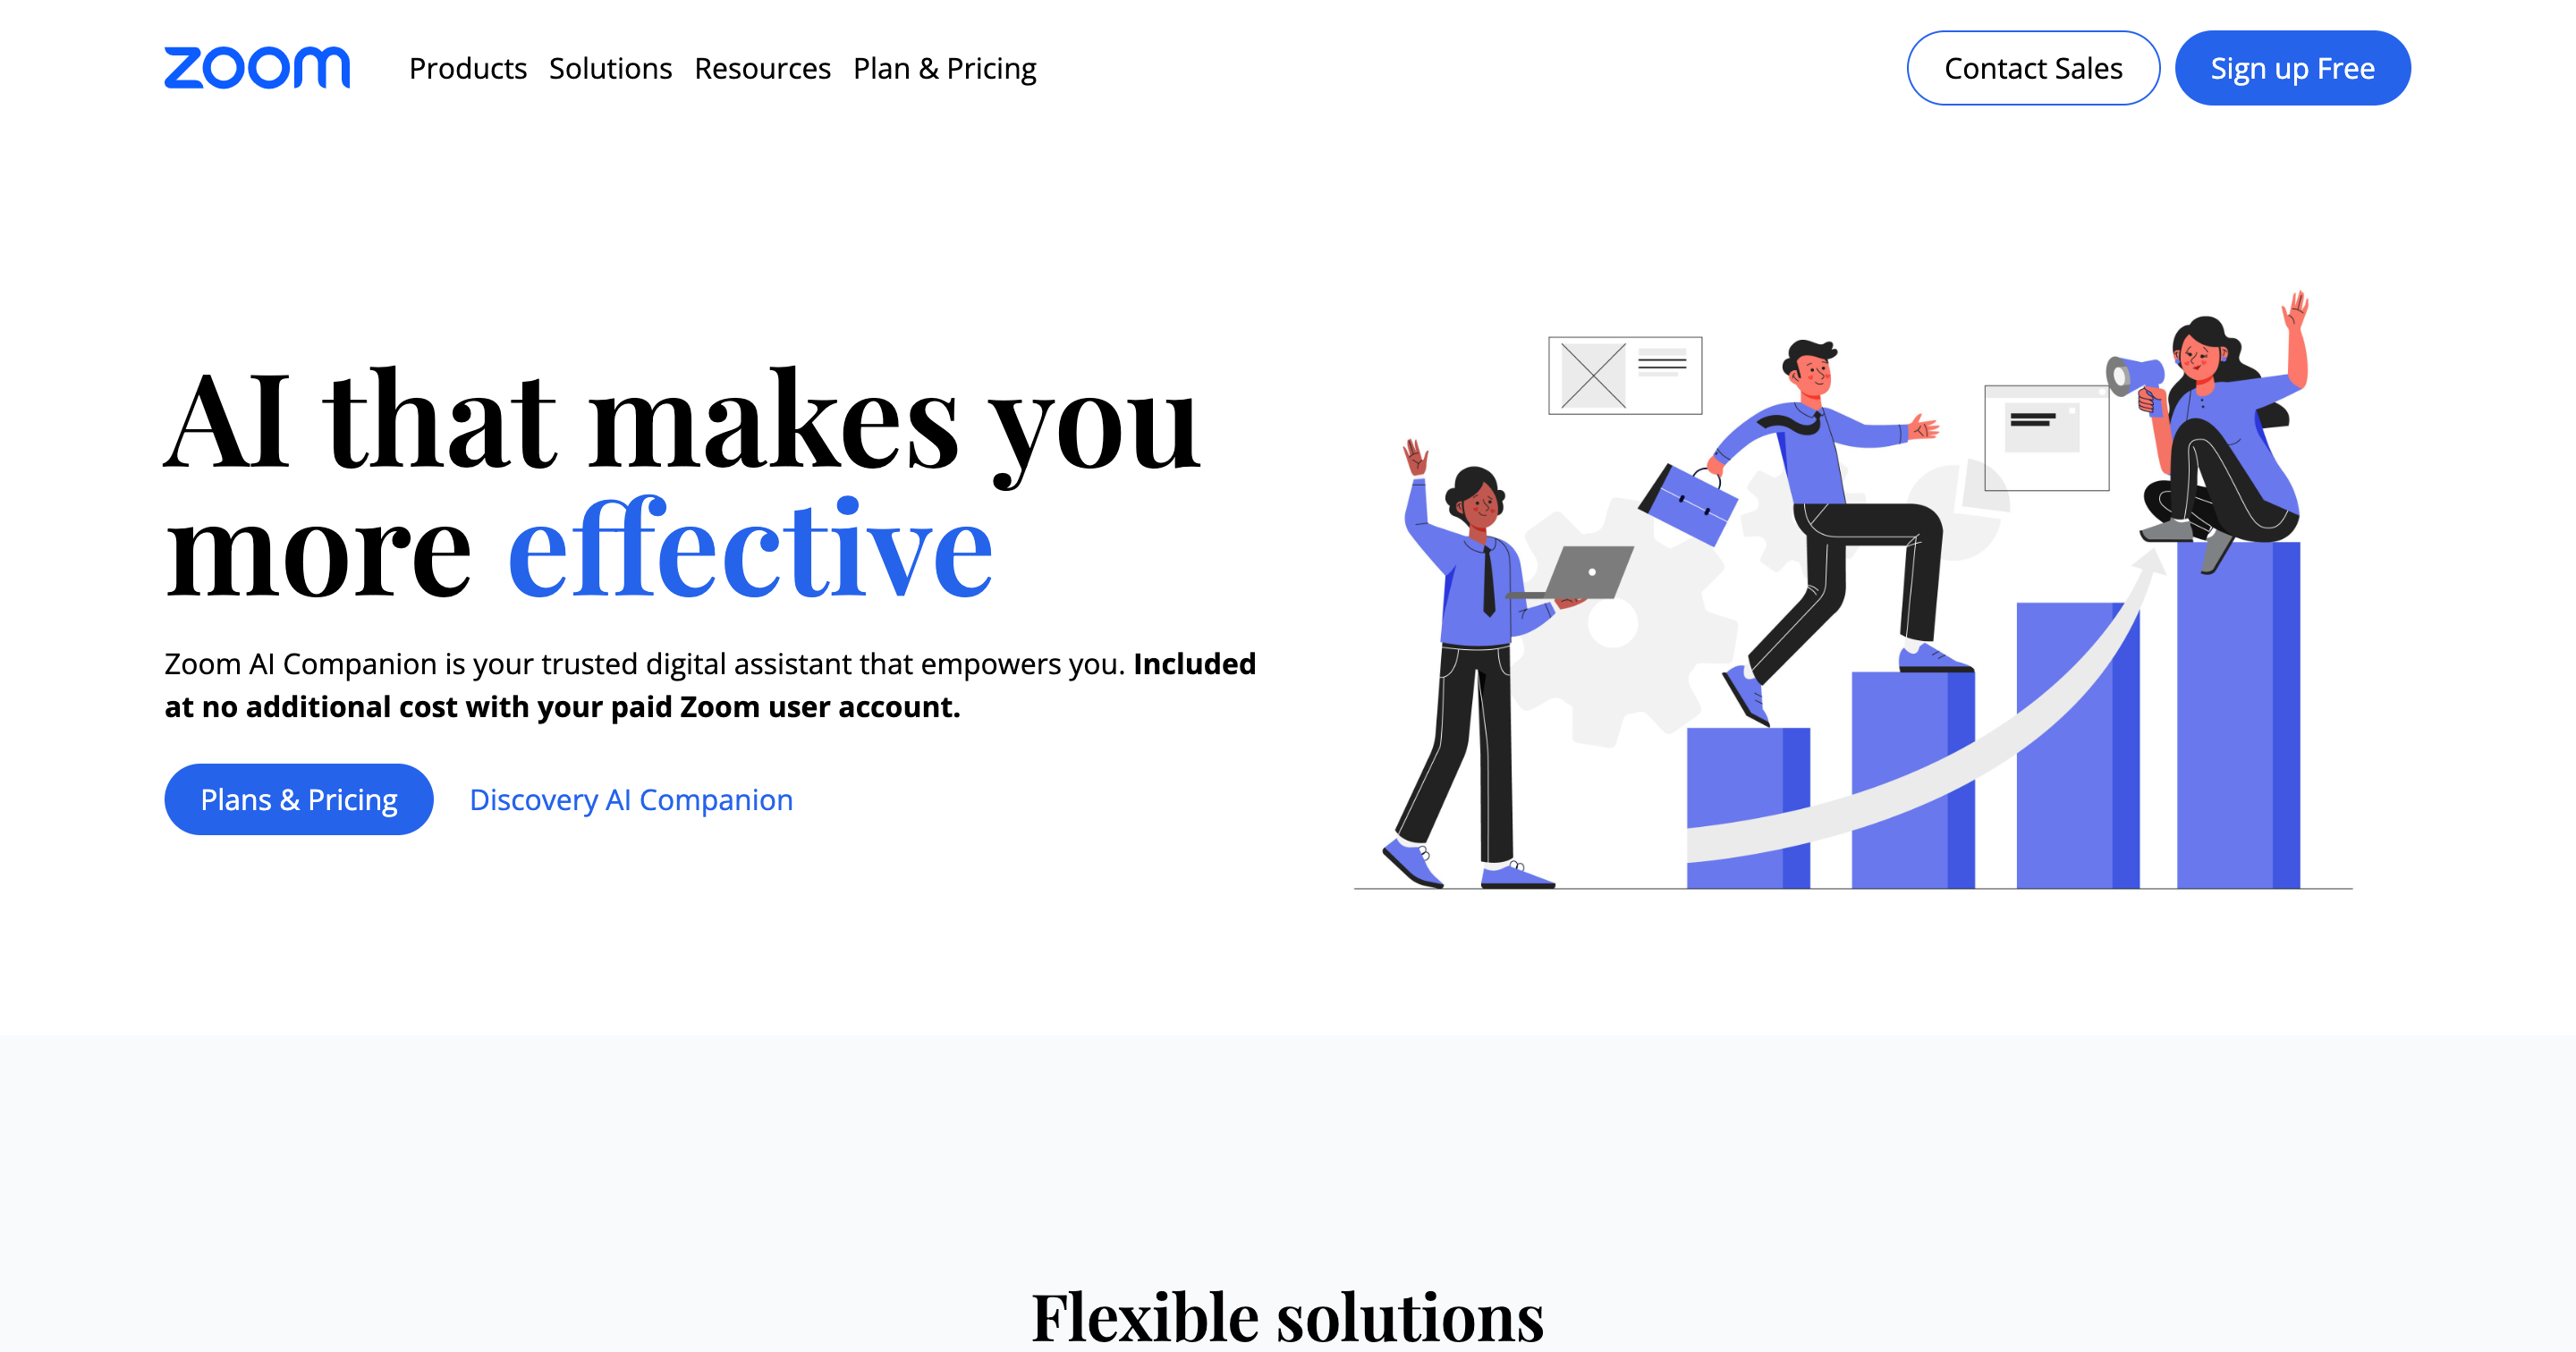 zoom
Products Solutions Resources Plan & Pricing
Contact Sales
Sign up Free
AI that makes you
more effective
Zoom AI Companion is your trusted digital assistant that empowers you. Included
at no additional cost with your paid Zoom user account.
Plans & Pricing
Discovery AI Companion
Flexible solutions